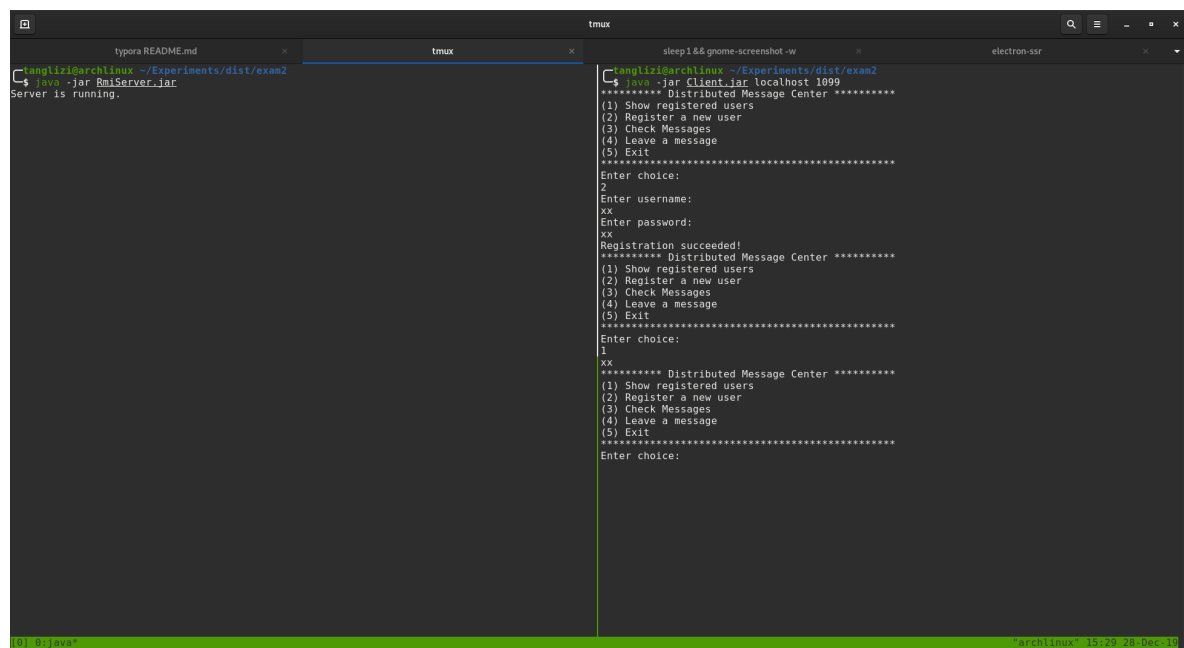 tmux
typora README.md
tmux
sleep 1 && gnome-screenshot -w
electron-ssr
tanglizi@archlinux ~/Experiments/dist/exam2
$ java -jar RmiServer.jar
Server is running.
tanglizi@archlinux ~/Experiments/dist/exam2
$ java -jar Client.jar localhost 1099
********** Distributed Message Center **********
(1) Show registered users
(2) Register a new user
(3) Check Messages
(4) Leave a message
(5) Exit
************************************************
Enter choice:
2
Enter username:
xx
Enter password:
xx
Registration succeeded!
********** Distributed Message Center **********
(1) Show registered users
(2) Register a new user
(3) Check Messages
(4) Leave a message
(5) Exit
************************************************
Enter choice:
1
xx
********** Distributed Message Center **********
(1) Show registered users
(2) Register a new user
(3) Check Messages
(4) Leave a message
(5) Exit
************************************************
Enter choice:
[0] 0:java*
"archlinux" 15:29 28-Dec-19